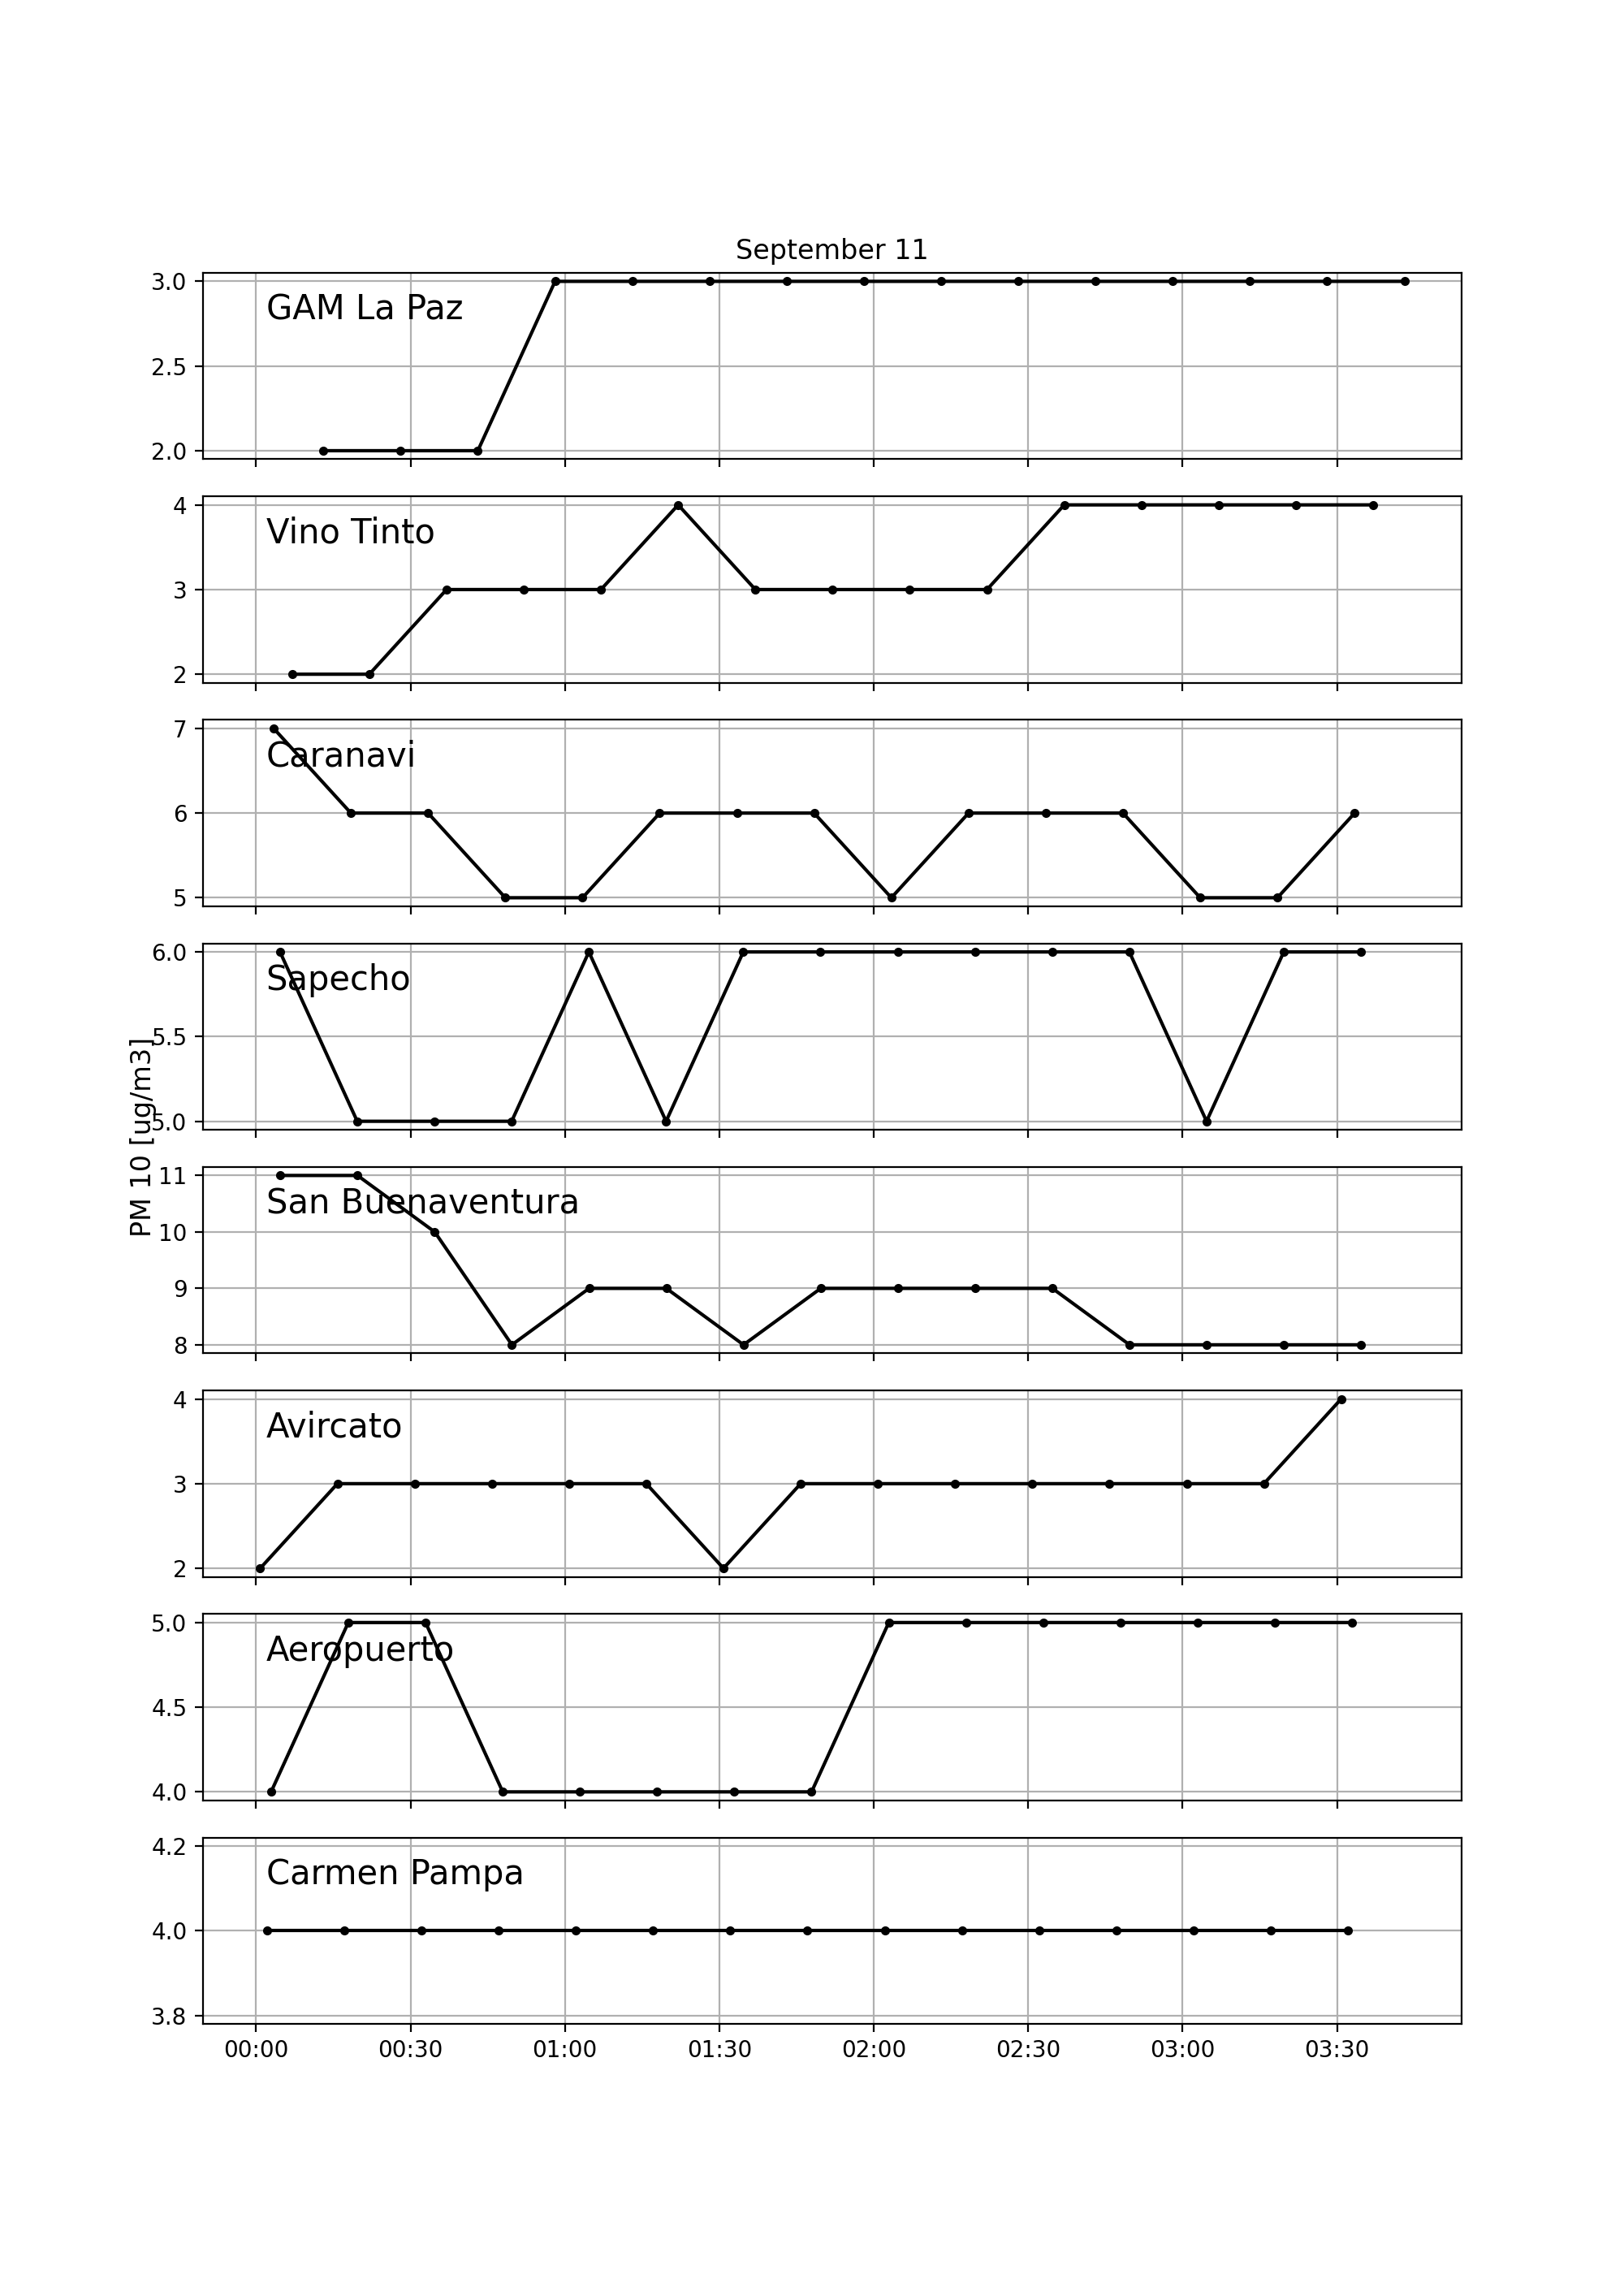 September 11
3.0
GAM La Paz
2.5
2.0
4
Vino Tinto
3
2
7
Caranavi
6
5
6.0
Sapecho
5.5
5.0
PM 10 [ug/m3]
11
San Buenaventura
10
9
8
4
Avircato
3
2
5.0
Aeropuerto
4.5
4.0
4.2
Carmen Pampa
4.0
3.8
00:00 00:30 01:00 01:30 02:00 02:30 03:00 03:30